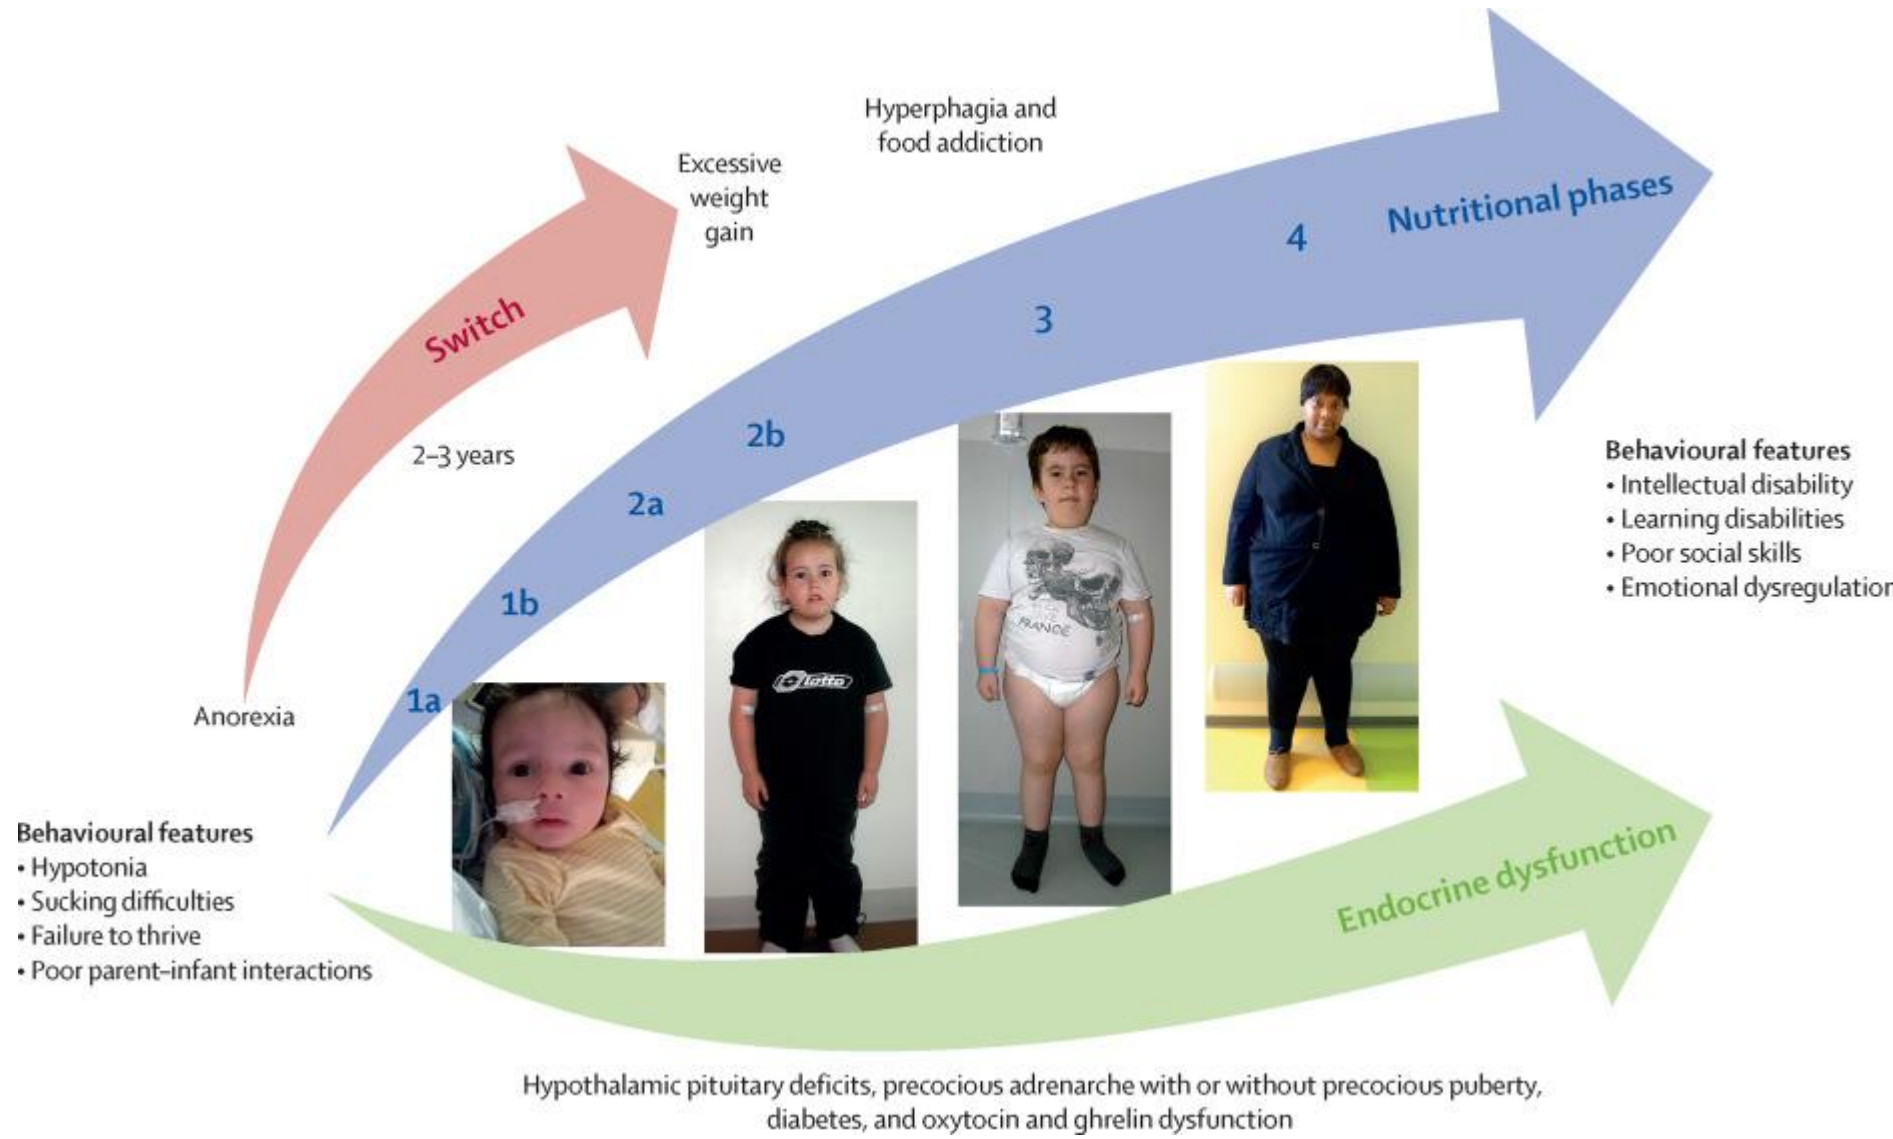 Hyperphagia and
food addiction
Excessive
weight
gain
Nutritional phases
4
3
Switch
2b
2–3 years
2a
1b
1a
Anorexia
Behavioural features
• Intellectual disability
• Learning disabilities
• Poor social skills
• Emotional dysregulation
lotto
FRANCE
Behavioural features
• Hypotonia
• Sucking difficulties
• Failure to thrive
• Poor parent–infant interactions
Endocrine dysfunction
Hypothalamic pituitary deficits, precocious adrenarche with or without precocious puberty,
diabetes, and oxytocin and ghrelin dysfunction